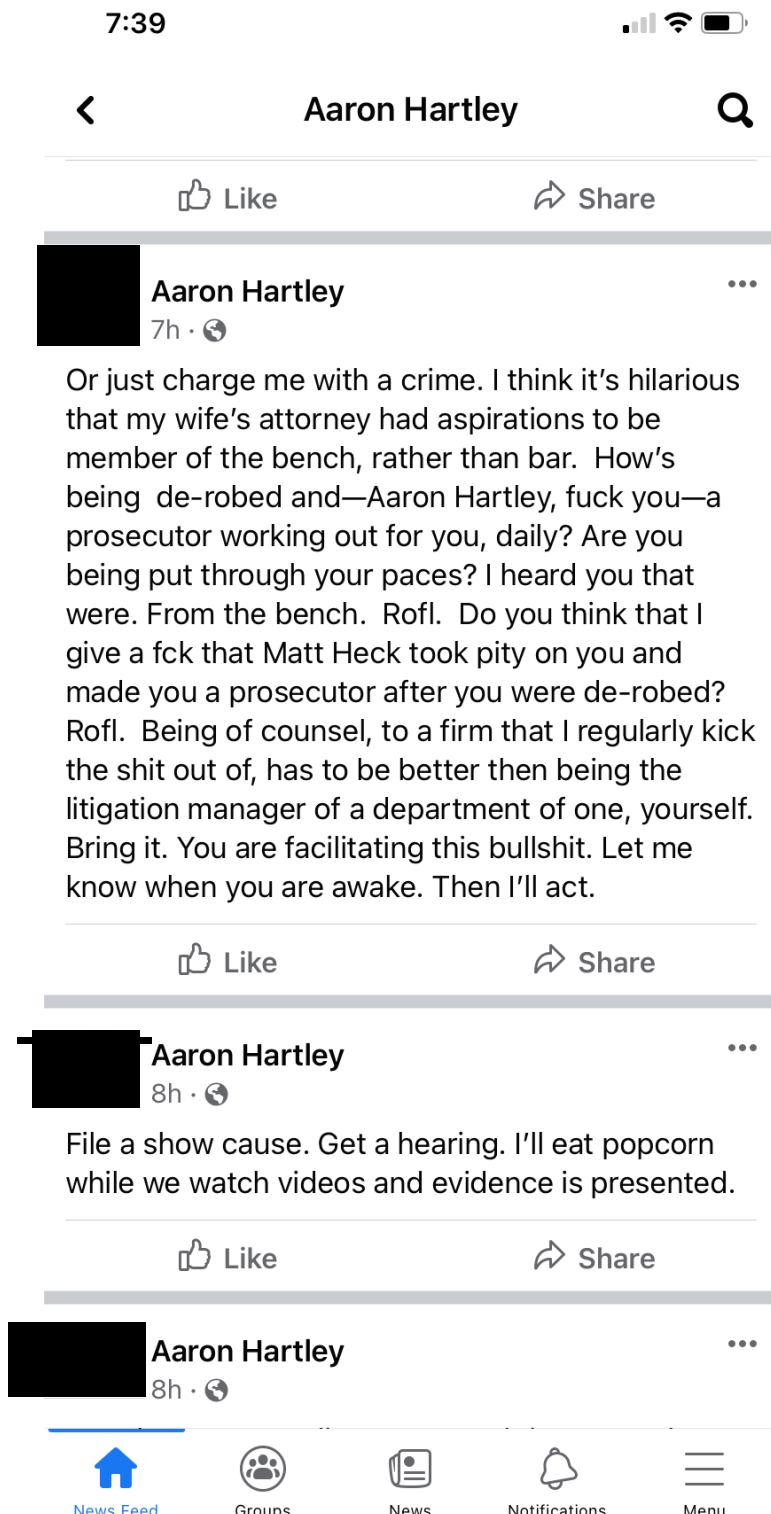 7:39
Aaron Hartley
Like
Share
Aaron Hartley
7h ·
Or just charge me with a crime. I think it’s hilarious
that my wife’s attorney had aspirations to be
member of the bench, rather than bar.  How’s
being  de-robed and—Aaron Hartley, fuck you—a
prosecutor working out for you, daily? Are you
being put through your paces? I heard you that
were. From the bench.  Rofl.  Do you think that I
give a fck that Matt Heck took pity on you and
made you a prosecutor after you were de-robed?
Rofl.  Being of counsel, to a firm that I regularly kick
the shit out of, has to be better then being the
litigation manager of a department of one, yourself.
Bring it. You are facilitating this bullshit. Let me
know when you are awake. Then I’ll act.
Like
Share
Aaron Hartley
8h ·
File a show cause. Get a hearing. I’ll eat popcorn
while we watch videos and evidence is presented.
Like
Share
Aaron Hartley
8h ·
News Feed
Groups
News
Notifications
Menu